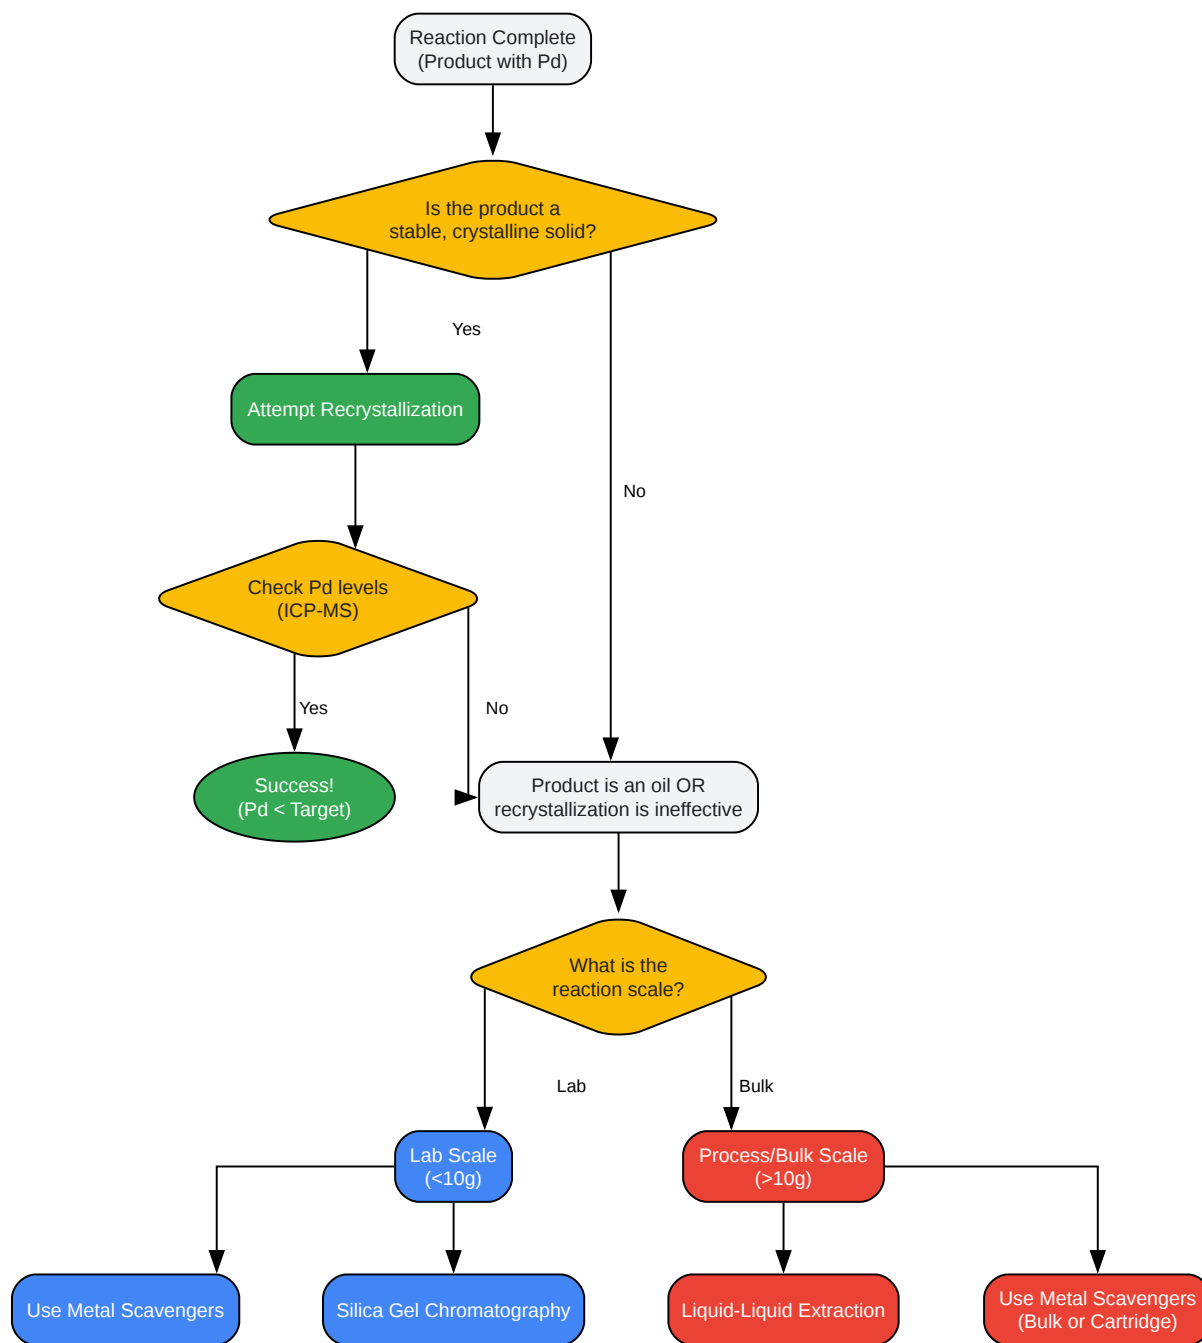 Reaction Complete
(Product with Pd)
Is the product a
stable, crystalline solid?
Yes
Attempt Recrystallization
No
Check Pd levels
(ICP-MS)
Yes
No
Success!
(Pd < Target)
Product is an oil OR
recrystallization is ineffective
What is the
reaction scale?
Lab
Bulk
Lab Scale
(<10g)
Process/Bulk Scale
(>10g)
Use Metal Scavengers
Silica Gel Chromatography
Liquid-Liquid Extraction
Use Metal Scavengers
(Bulk or Cartridge)